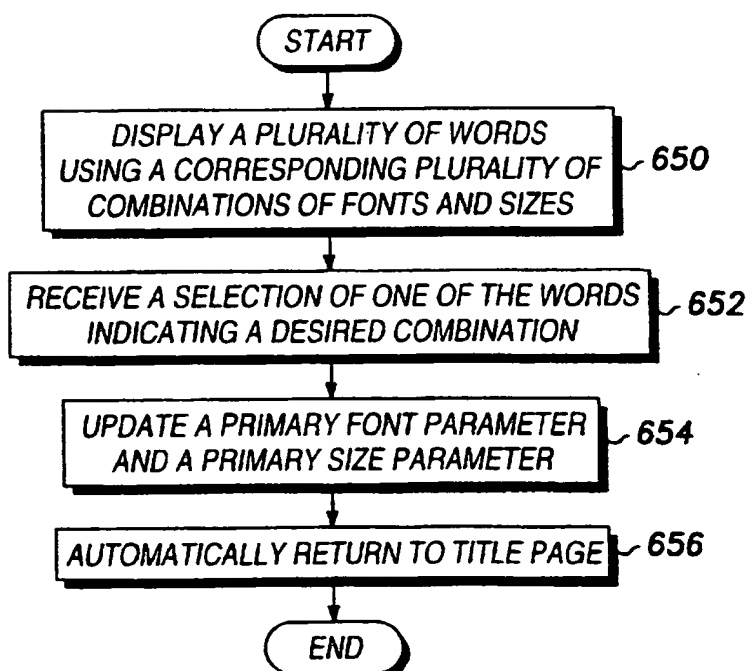 START
DISPLAY A PLURALITY OF WORDS
USING A CORRESPONDING PLURALITY OF
COMBINATIONS OF FONTS AND SIZES
650
RECEIVE A SELECTION OF ONE OF THE WORDS
INDICATING A DESIRED COMBINATION
652
UPDATE A PRIMARY FONT PARAMETER
AND A PRIMARY SIZE PARAMETER
654
AUTOMATICALLY RETURN TO TITLE PAGE
656
END